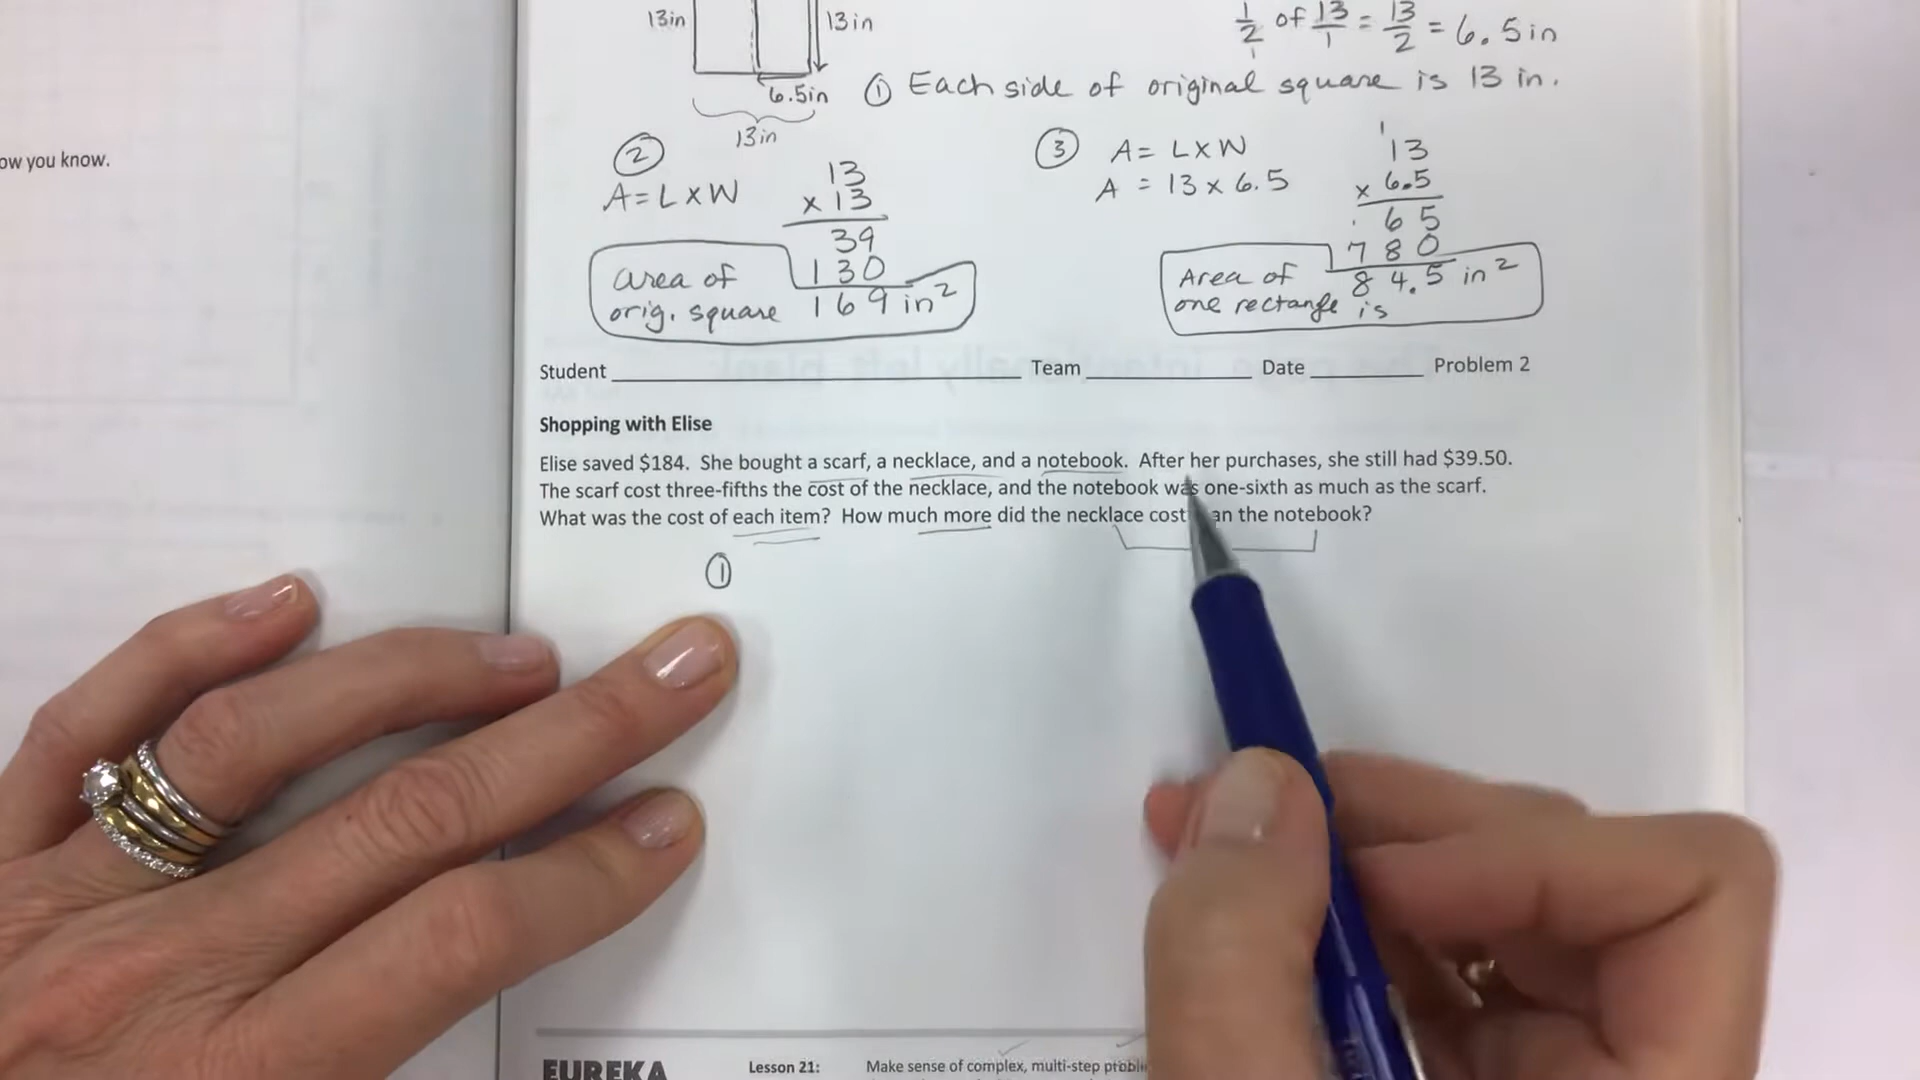 13in 13in
1/2 of 13/1 = 13/2 = 6.5in
1
6.5in
① Each side of original square is 13 in.
13in
ow you know.
②
A=LXW
13
x 13
39
130
169 in²
area of
orig. square
③ A= LXW
A = 13 x 6.5
1
13
x 6.5
65
780
84.5 in²
Area of
one rectangle is
Student Team Date Problem 2
Shopping with Elise
Elise saved $184. She bought a scarf, a necklace, and a notebook. After her purchases, she still had $39.50.
The scarf cost three-fifths the cost of the necklace, and the notebook was one-sixth as much as the scarf.
What was the cost of each item? How much more did the necklace cost an the notebook?
①
EUREKA
Lesson 21: Make sense of complex, multi-step